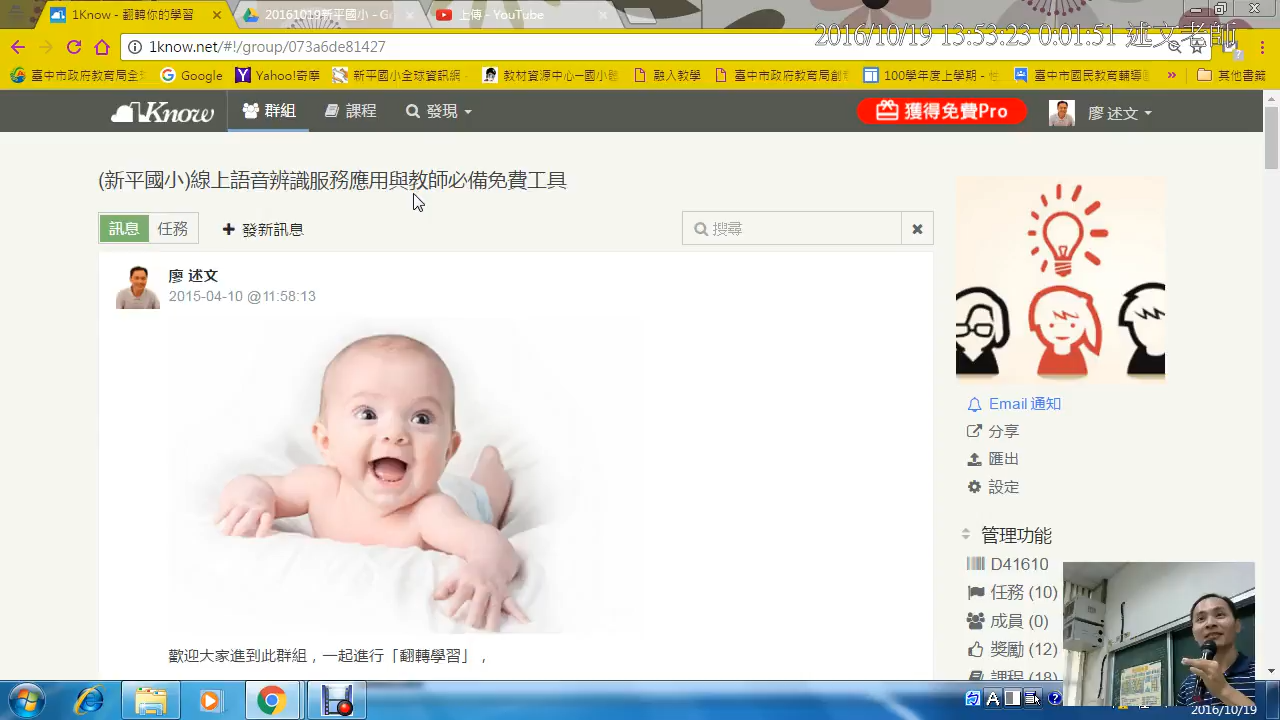 1Know - 翻轉你的學習
20161019新平國小 - G
上傳 - YouTube
2016/10/19 13:53:23 0:01:51 述文老師
1know.net/#!/group/073a6de81427
臺中市政府教育局全
Google
Yahoo!奇摩
新平國小全球資訊網
教材資源中心─國小
融入教學
臺中市政府教育局創
100學年度上學期 -
臺中市國民教育輔導
»
其他書籤
1Know
群組
課程
發現
獲得免費Pro
廖 述文
(新平國小)線上語音辨識服務應用與教師必備免費工具
訊息
任務
發新訊息
搜尋
廖 述文
2015-04-10 @11:58:13
歡迎大家進到此群組，一起進行「翻轉學習」，
Email 通知
分享
匯出
設定
管理功能
D41610
任務 (10)
成員 (0)
獎勵 (12)
課程 (18)
A
2016/10/19